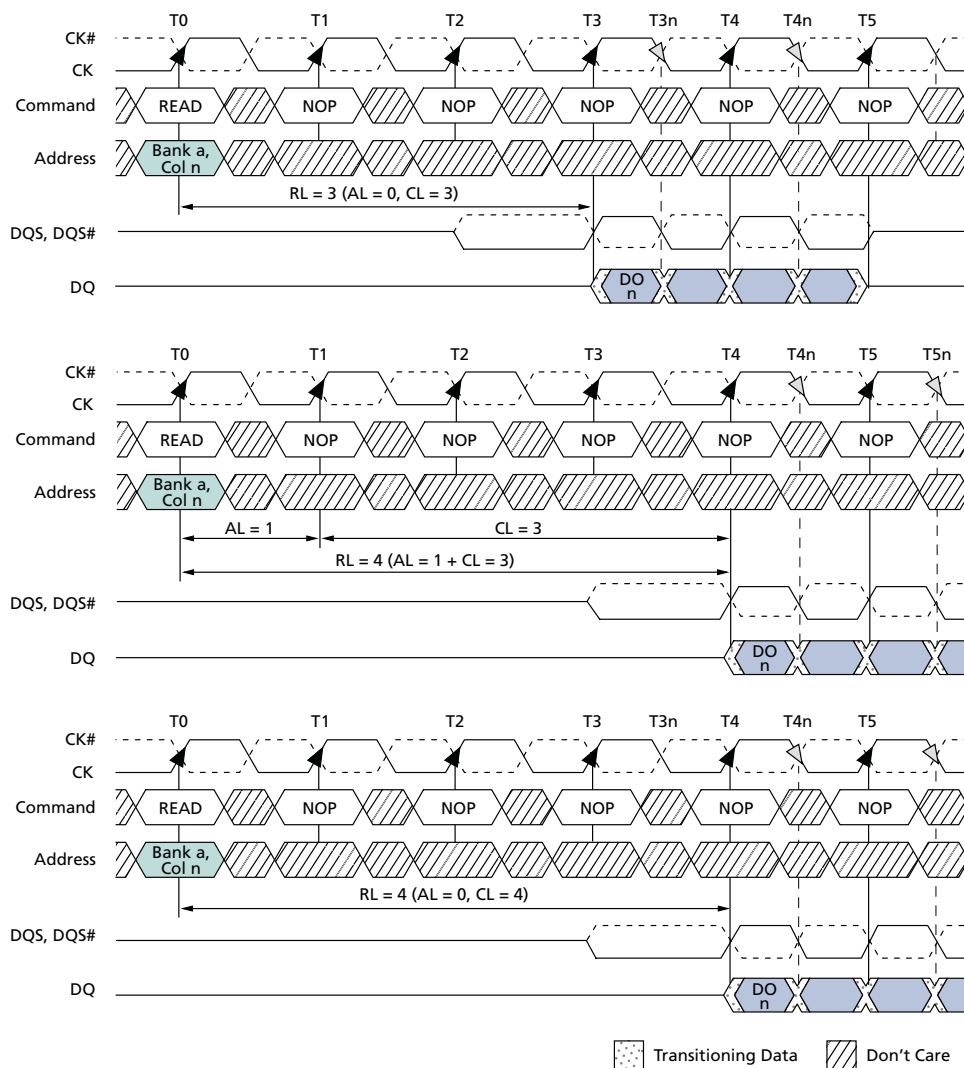 T0 T1 T2 T3 T3n T4 T4n T5
CK#
CK
Command READ NOP NOP NOP NOP NOP
Address Bank a, Col n
RL = 3 (AL = 0, CL = 3)
DQS, DQS#
DQ DO n
T0 T1 T2 T3 T4 T4n T5 T5n
CK#
CK
Command READ NOP NOP NOP NOP NOP
Address Bank a, Col n
AL = 1 CL = 3
RL = 4 (AL = 1 + CL = 3)
DQS, DQS#
DQ DO n
T0 T1 T2 T3 T3n T4 T4n T5
CK#
CK
Command READ NOP NOP NOP NOP NOP
Address Bank a, Col n
RL = 4 (AL = 0, CL = 4)
DQS, DQS#
DQ DO n
Transitioning Data Don't Care